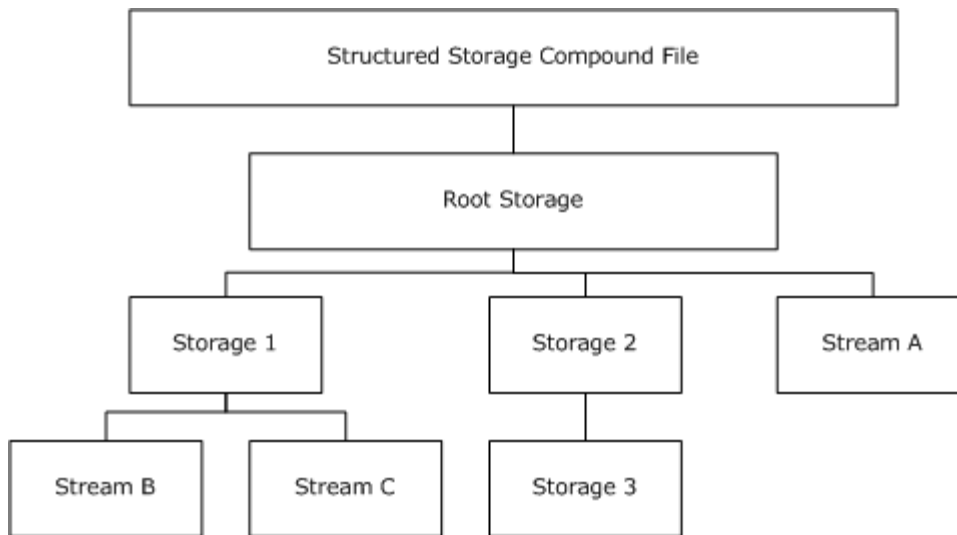 Structured Storage Compound File
Root Storage
Storage 1
Storage 2
Stream A
Stream B
Stream C
Storage 3